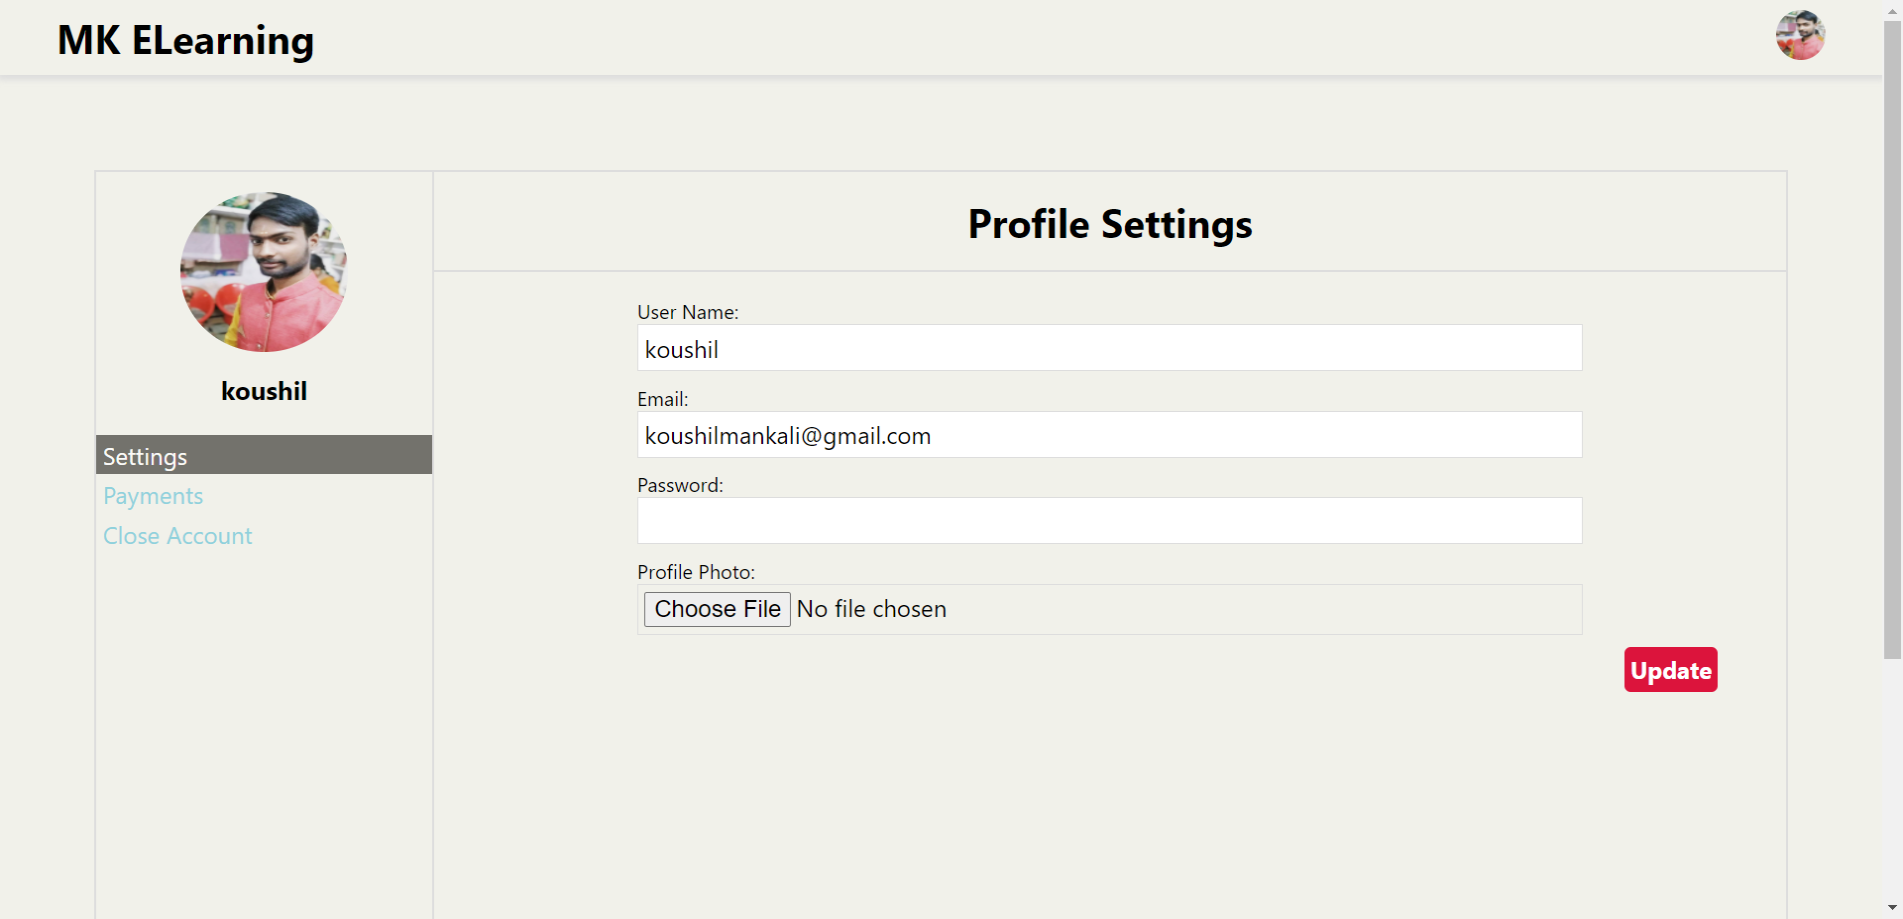 MK ELearning
koushil
Settings
Payments
Close Account
Profile Settings
User Name:
koushil
Email:
koushilmankali@gmail.com
Password:
Profile Photo:
Choose File No file chosen
Update